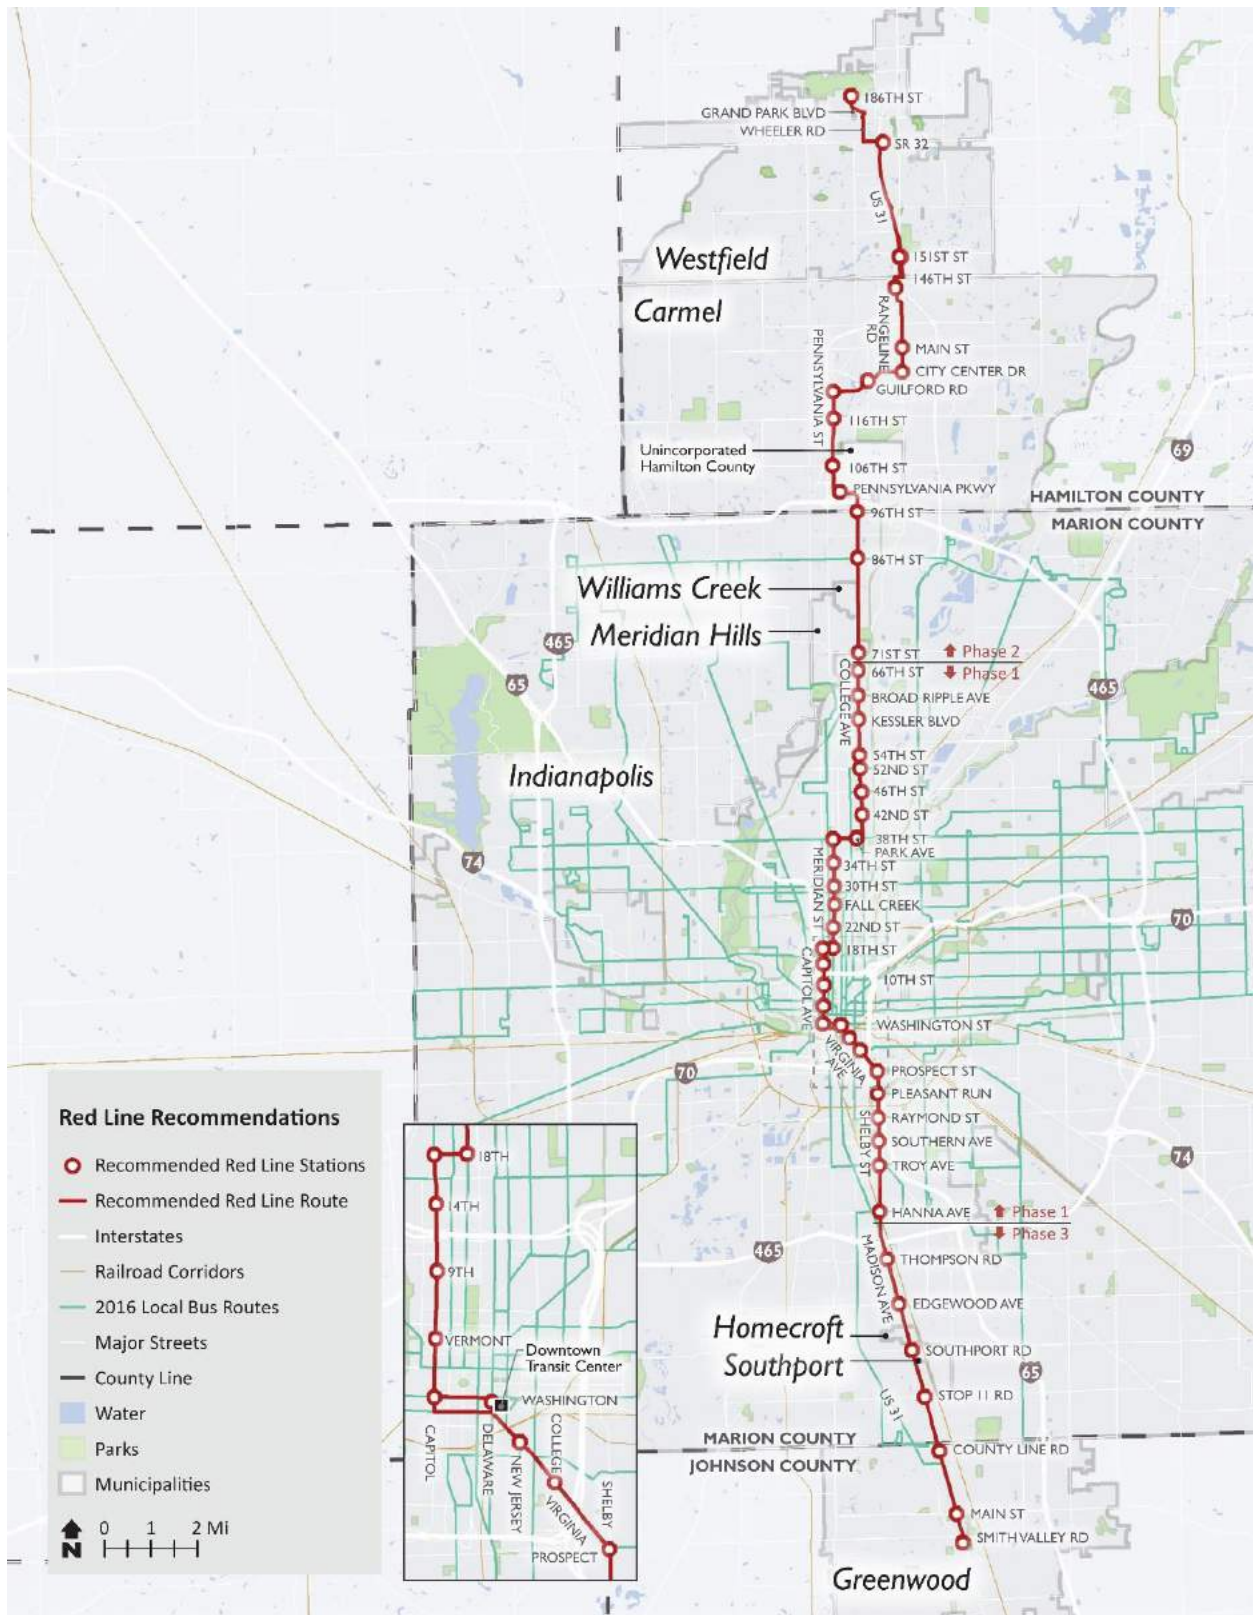 186TH ST
GRAND PARK BLVD
WHEELER RD
SR 32
US 31
Westfield
151ST ST
146TH ST
Carmel
RANGELINE
RD
PENNSYLVANIA ST
MAIN ST
CITY CENTER DR
GUILFORD RD
116TH ST
Unincorporated
Hamilton County
106TH ST
69
PENNSYLVANIA PKWY
HAMILTON COUNTY
96TH ST
MARION COUNTY
86TH ST
Williams Creek
Meridian Hills
465
71ST ST
Phase 2
66TH ST
Phase 1
65
465
COLLEGE AVE
BROAD RIPPLE AVE
KESSLER BLVD
54TH ST
52ND ST
Indianapolis
46TH ST
42ND ST
38TH ST
PARK AVE
74
MERIDIAN ST
34TH ST
30TH ST
FALL CREEK
70
22ND ST
18TH ST
CAPITOL AVE
10TH ST
WASHINGTON ST
VIRGINIA
AVE
70
PROSPECT ST
PLEASANT RUN
RAYMOND ST
SHELBY ST
SOUTHERN AVE
TROY AVE
74
HANNA AVE
Phase 1
Phase 3
465
MADISON AVE
THOMPSON RD
EDGEWOOD AVE
Homecroft
SOUTHPORT RD
Southport
65
STOP 11 RD
US 31
MARION COUNTY
COUNTY LINE RD
JOHNSON COUNTY
MAIN ST
SMITH VALLEY RD
Greenwood
Red Line Recommendations
Recommended Red Line Stations
Recommended Red Line Route
Interstates
Railroad Corridors
2016 Local Bus Routes
Major Streets
County Line
Water
Parks
Municipalities
N
0 1 2 Mi
18TH
14TH
9TH
VERMONT
Downtown
Transit Center
WASHINGTON
CAPITOL
DELAWARE
NEW JERSEY
COLLEGE
VIRGINIA
SHELBY
PROSPECT